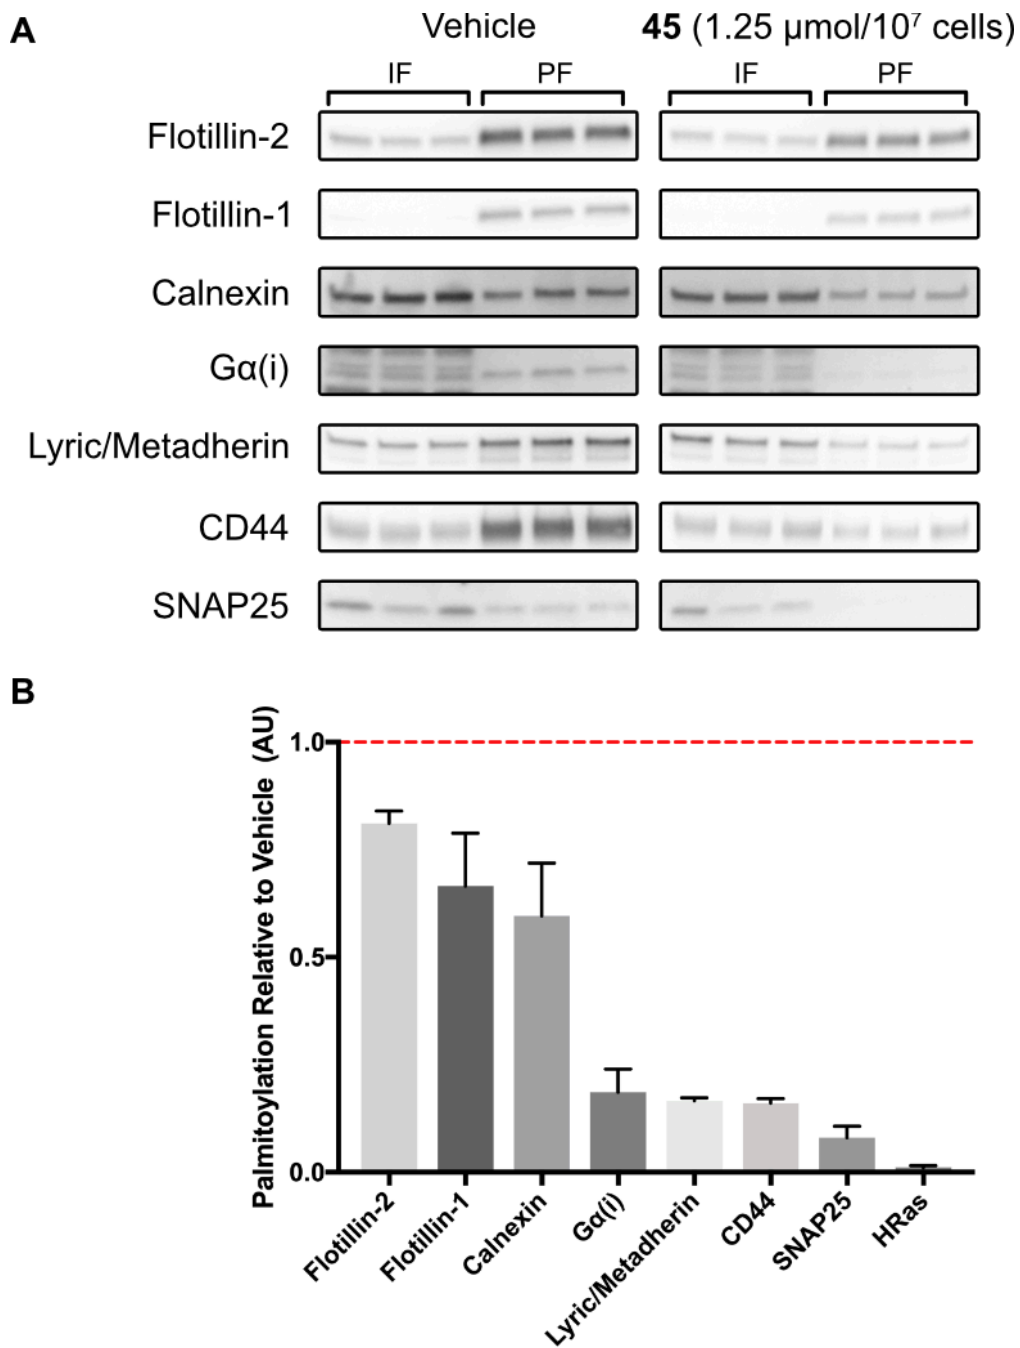 A
Vehicle 45 (1.25 μmol/10⁷ cells)
IF PF IF PF
Flotillin-2
Flotillin-1
Calnexin
Gα(i)
Lyric/Metadherin
CD44
SNAP25
B
Palmitoylation Relative to Vehicle (AU)
1.0
0.5
0.0
Flotillin-2
Flotillin-1
Calnexin
Gα(i)
Lyric/Metadherin
CD44
SNAP25
HRas